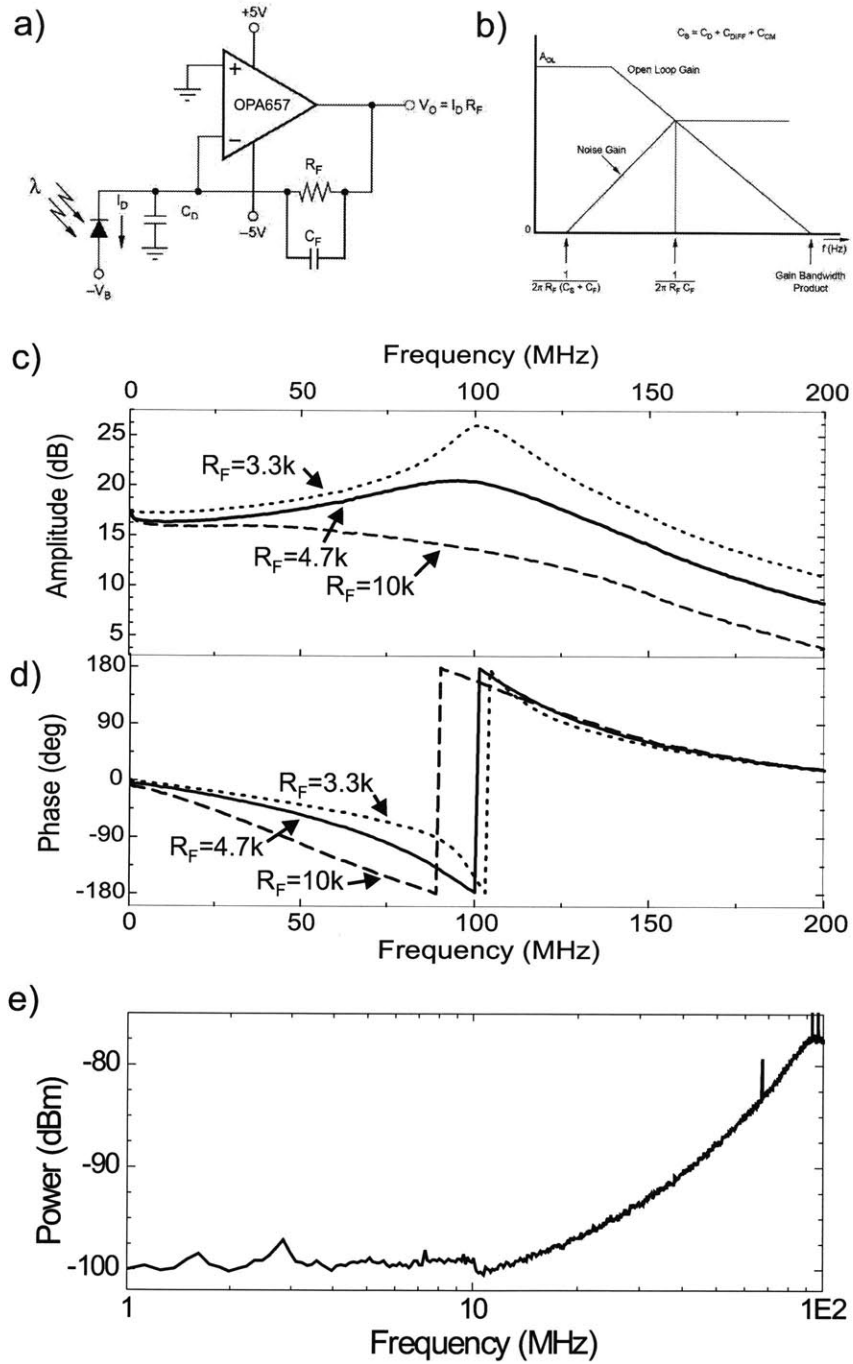 a)
+5V
+
OPA657
−
V_O = I_D R_F
λ
I_D
C_D
−5V
R_F
C_F
−V_B
b)
C_S = C_D + C_DIFF + C_CM
A_OL
Open Loop Gain
Noise Gain
0
f (Hz)
1
2π R_F (C_S + C_F)
1
2π R_F C_F
Gain Bandwidth
Product
c)
Frequency (MHz)
0 50 100 150 200
Amplitude (dB)
25
20
15
10
5
R_F=3.3k
R_F=4.7k
R_F=10k
d)
Phase (deg)
180
90
0
-90
-180
R_F=3.3k
R_F=4.7k
R_F=10k
0 50 100 150 200
Frequency (MHz)
e)
Power (dBm)
-80
-90
-100
1 10 1E2
Frequency (MHz)